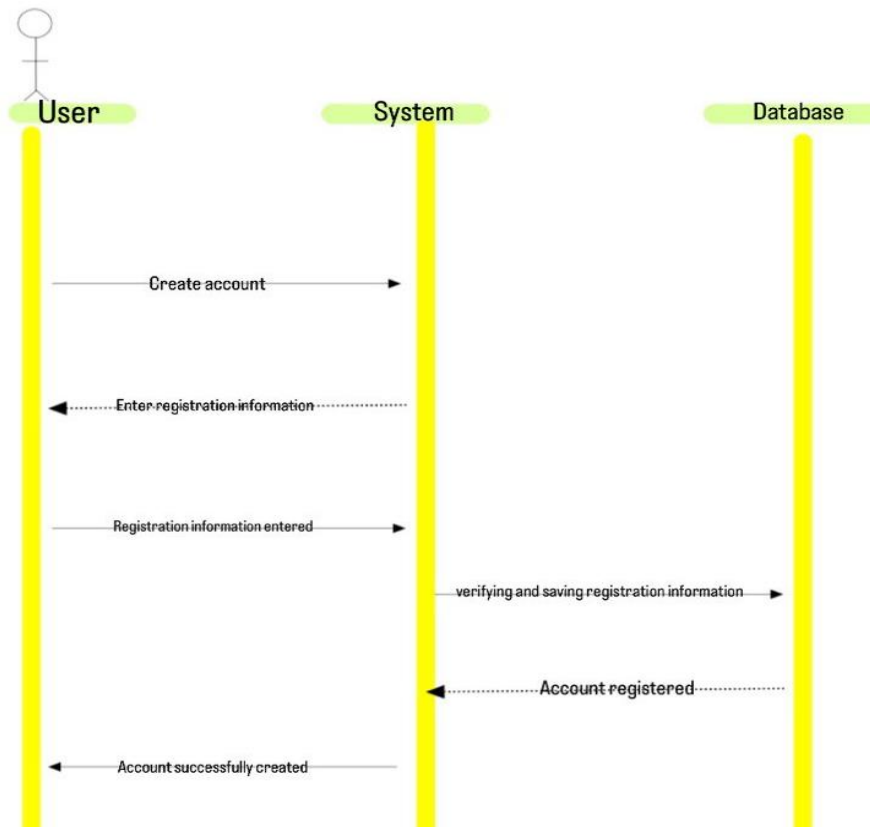 User
System
Database
Create account
Enter registration information
Registration information entered
verifying and saving registration information
Account registered
Account successfully created